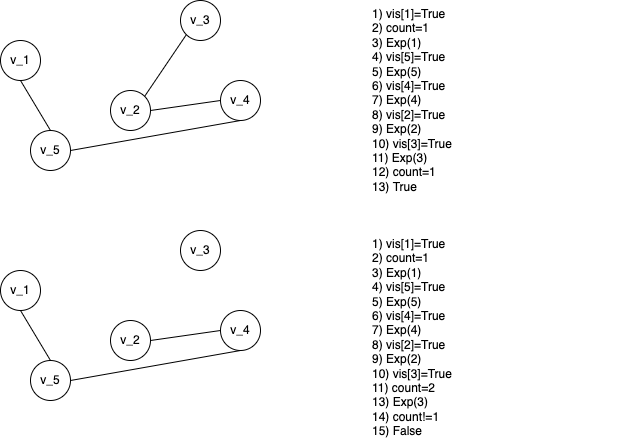 v_3
v_1
v_4
v_2
v_5
1) vis[1]=True
2) count=1
3) Exp(1)
4) vis[5]=True
5) Exp(5)
6) vis[4]=True
7) Exp(4)
8) vis[2]=True
9) Exp(2)
10) vis[3]=True
11) Exp(3)
12) count=1
13) True
v_3
v_1
v_4
v_2
v_5
1) vis[1]=True
2) count=1
3) Exp(1)
4) vis[5]=True
5) Exp(5)
6) vis[4]=True
7) Exp(4)
8) vis[2]=True
9) Exp(2)
10) vis[3]=True
11) count=2
13) Exp(3)
14) count!=1
15) False